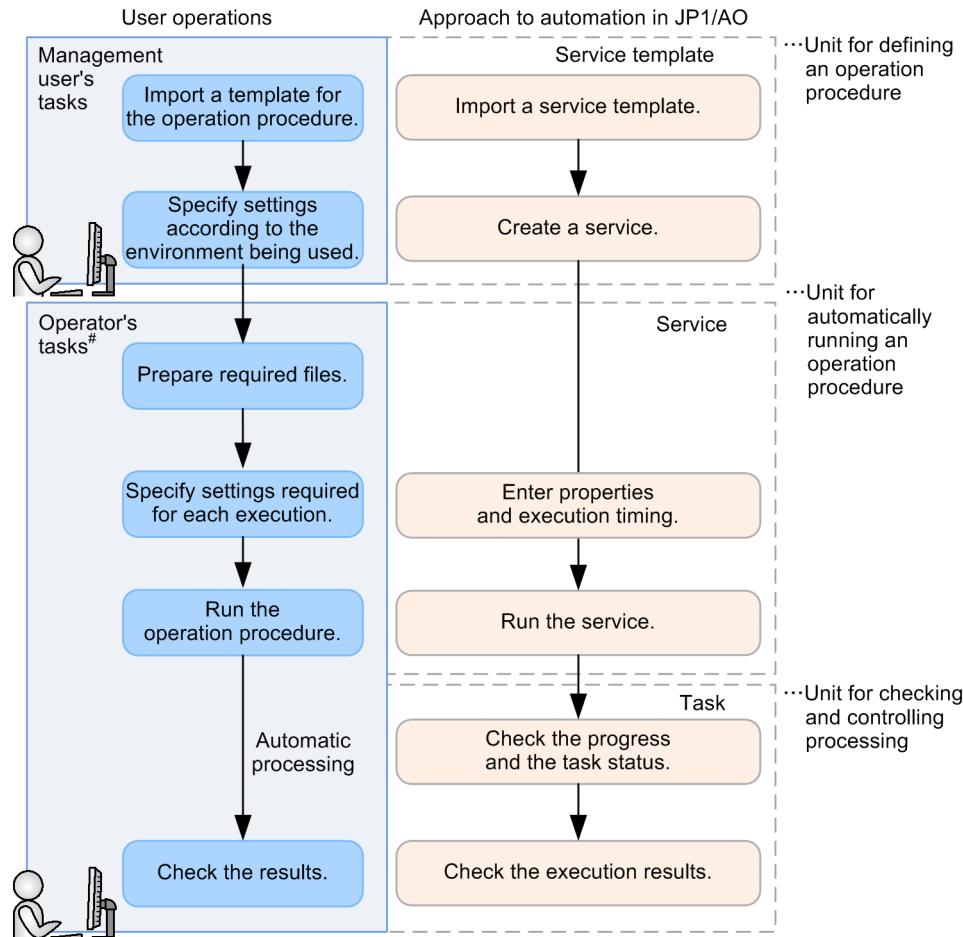 User operations
Approach to automation in JP1/AO
Management
user's
tasks
Import a template for
the operation procedure.
Specify settings
according to the
environment being used.
Service template
Import a service template.
Create a service.
…Unit for defining
an operation
procedure
Operator's
tasks#
Prepare required files.
Specify settings required
for each execution.
Run the
operation procedure.
Automatic
processing
Check the results.
Service
Enter properties
and execution timing.
Run the service.
…Unit for
automatically
running an
operation
procedure
Task
Check the progress
and the task status.
Check the execution results.
…Unit for checking
and controlling
processing